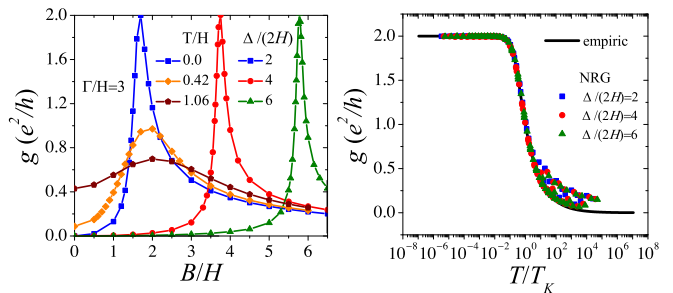 2.0
1.6
1.2
0.8
0.4
0.0
g (e²/h)
T/H Δ/(2H)
0.0 2
0.42 4
1.06 6
Γ/H=3
0 1 2 3 4 5 6
B/H
2.0
1.5
1.0
0.5
0.0
g (e²/h)
empiric
NRG
Δ/(2H)=2
Δ/(2H)=4
Δ/(2H)=6
10⁻⁸ 10⁻⁶ 10⁻⁴ 10⁻² 10⁰ 10² 10⁴ 10⁶ 10⁸
T/T_K